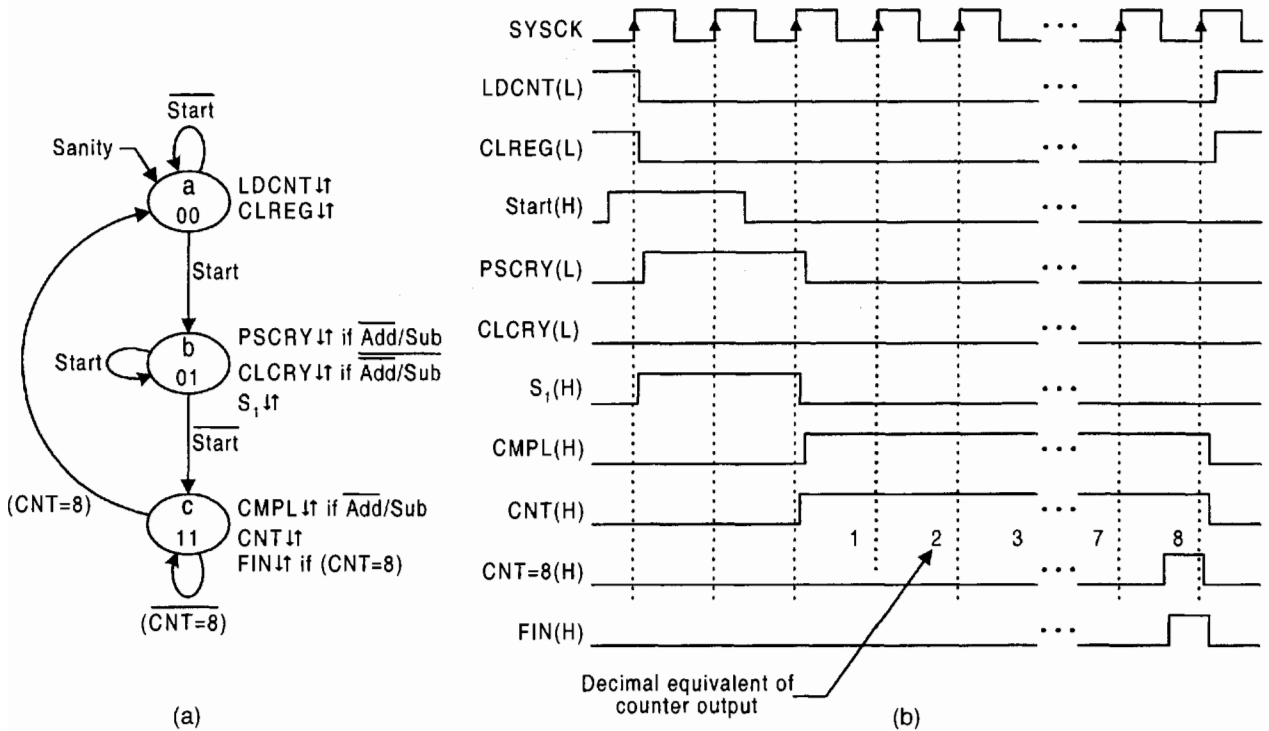 Start
Sanity
a
00
LDCNT↓↑
CLREG↓↑
Start
Start
b
01
PSCRY↓↑ if Add/Sub
CLCRY↓↑ if Add/Sub
S₁↓↑
Start
(CNT=8)
c
11
CMPL↓↑ if Add/Sub
CNT↓↑
FIN↓↑ if (CNT=8)
(CNT=8)
(a)
SYSCK
LDCNT(L)
CLREG(L)
Start(H)
PSCRY(L)
CLCRY(L)
S₁(H)
CMPL(H)
CNT(H)
1 2 3 7 8
CNT=8(H)
FIN(H)
Decimal equivalent of
counter output
(b)